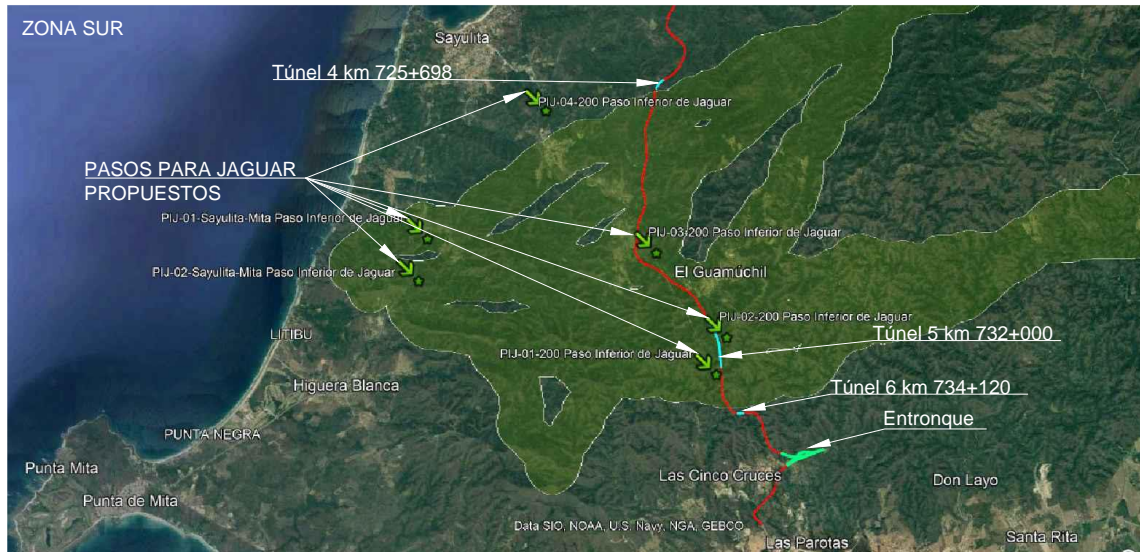 ZONA SUR
Sayulita
Túnel 4 km 725+698
PIJ-04-200 Paso Inferior de Jaguar
PASOS PARA JAGUAR
PROPUESTOS
PIJ-01-Sayulita-Mita Paso Inferior de Jaguar
PIJ-03-200 Paso Inferior de Jaguar
PIJ-02-Sayulita-Mita Paso Inferior de Jaguar
El Guamúchil
PIJ-02-200 Paso Inferior de Jaguar
LITIBU
Túnel 5 km 732+000
PIJ-01-200 Paso Inferior de Jaguar
Higuera Blanca
Túnel 6 km 734+120
Entronque
PUNTA NEGRA
Punta Mita
Las Cinco Cruces
Don Layo
Punta de Mita
Data SIO, NOAA, U.S. Navy, NGA, GEBCO
Las Parotas
Santa Rita